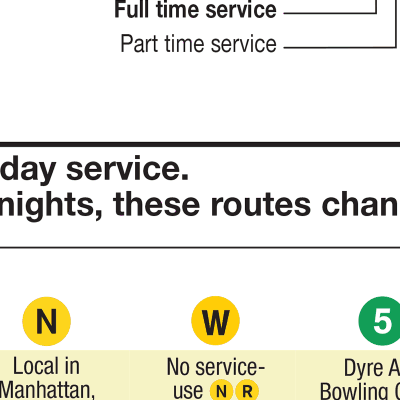 Full time service
Part time service
day service.
nights, these routes chan
N W 5
Local in No service- Dyre A
Manhattan, use N R Bowling